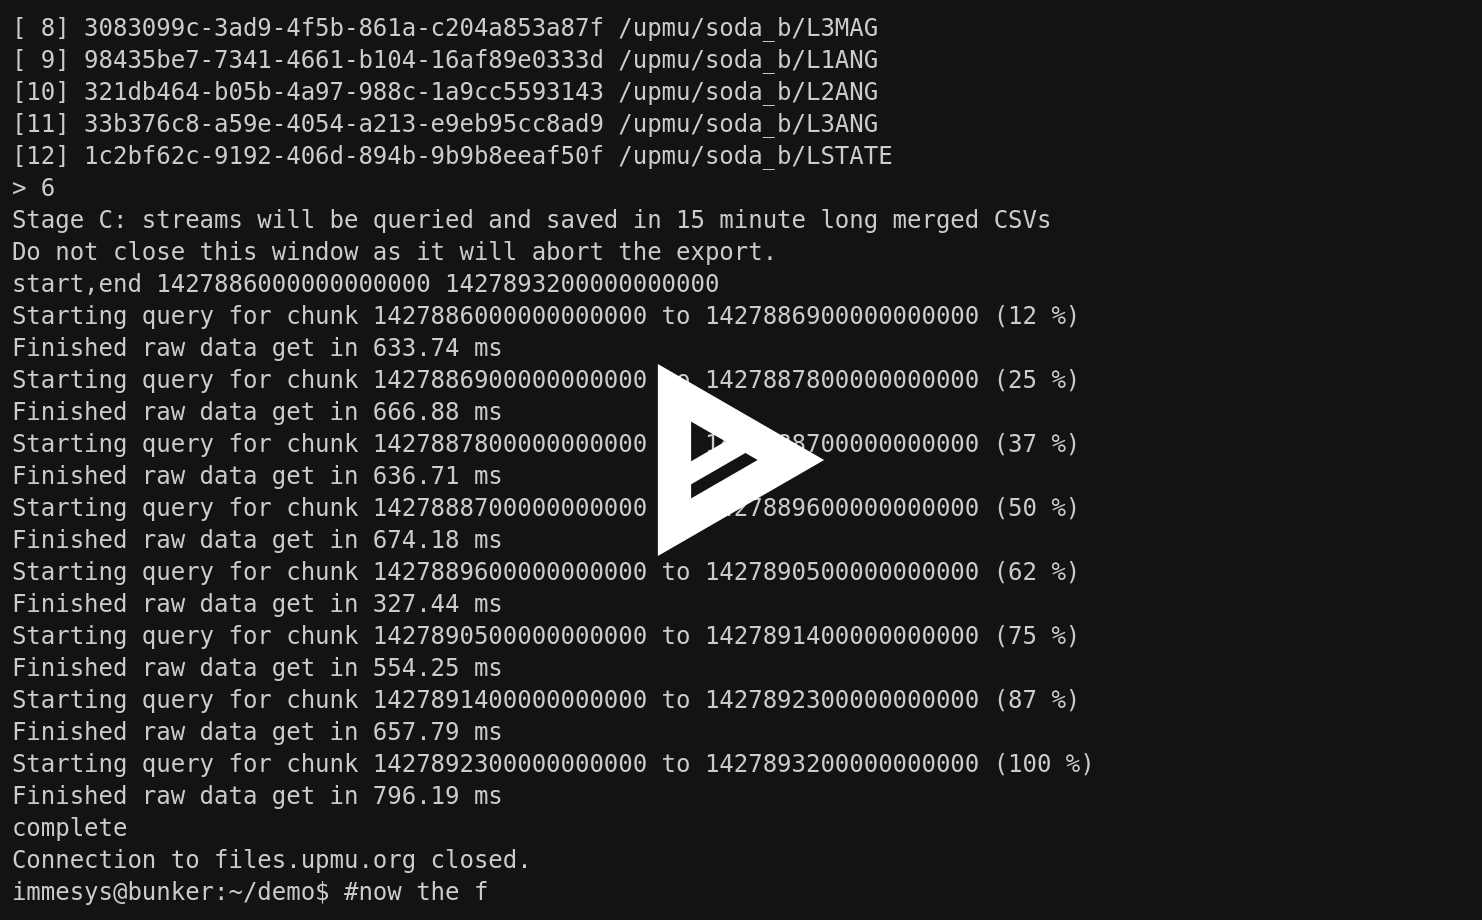 [ 8] 3083099c-3ad9-4f5b-861a-c204a853a87f /upmu/soda_b/L3MAG
[ 9] 98435be7-7341-4661-b104-16af89e0333d /upmu/soda_b/L1ANG
[10] 321db464-b05b-4a97-988c-1a9cc5593143 /upmu/soda_b/L2ANG
[11] 33b376c8-a59e-4054-a213-e9eb95cc8ad9 /upmu/soda_b/L3ANG
[12] 1c2bf62c-9192-406d-894b-9b9b8eeaf50f /upmu/soda_b/LSTATE
> 6
Stage C: streams will be queried and saved in 15 minute long merged CSVs
Do not close this window as it will abort the export.
start,end 1427886000000000000 1427893200000000000
Starting query for chunk 1427886000000000000 to 1427886900000000000 (12 %)
Finished raw data get in 633.74 ms
Starting query for chunk 1427886900000000000 1427887800000000000 (25 %)
Finished raw data get in 666.88 ms
Starting query for chunk 1427887800000000000 (37 %)
Finished raw data get in 636.71 ms
Starting query for chunk 1427888700000000000 (50 %)
Finished raw data get in 674.18 ms
Starting query for chunk 1427889600000000000 to 1427890500000000000 (62 %)
Finished raw data get in 327.44 ms
Starting query for chunk 1427890500000000000 to 1427891400000000000 (75 %)
Finished raw data get in 554.25 ms
Starting query for chunk 1427891400000000000 to 1427892300000000000 (87 %)
Finished raw data get in 657.79 ms
Starting query for chunk 1427892300000000000 to 1427893200000000000 (100 %)
Finished raw data get in 796.19 ms
complete
Connection to files.upmu.org closed.
immesys@bunker:~/demo$ #now the f